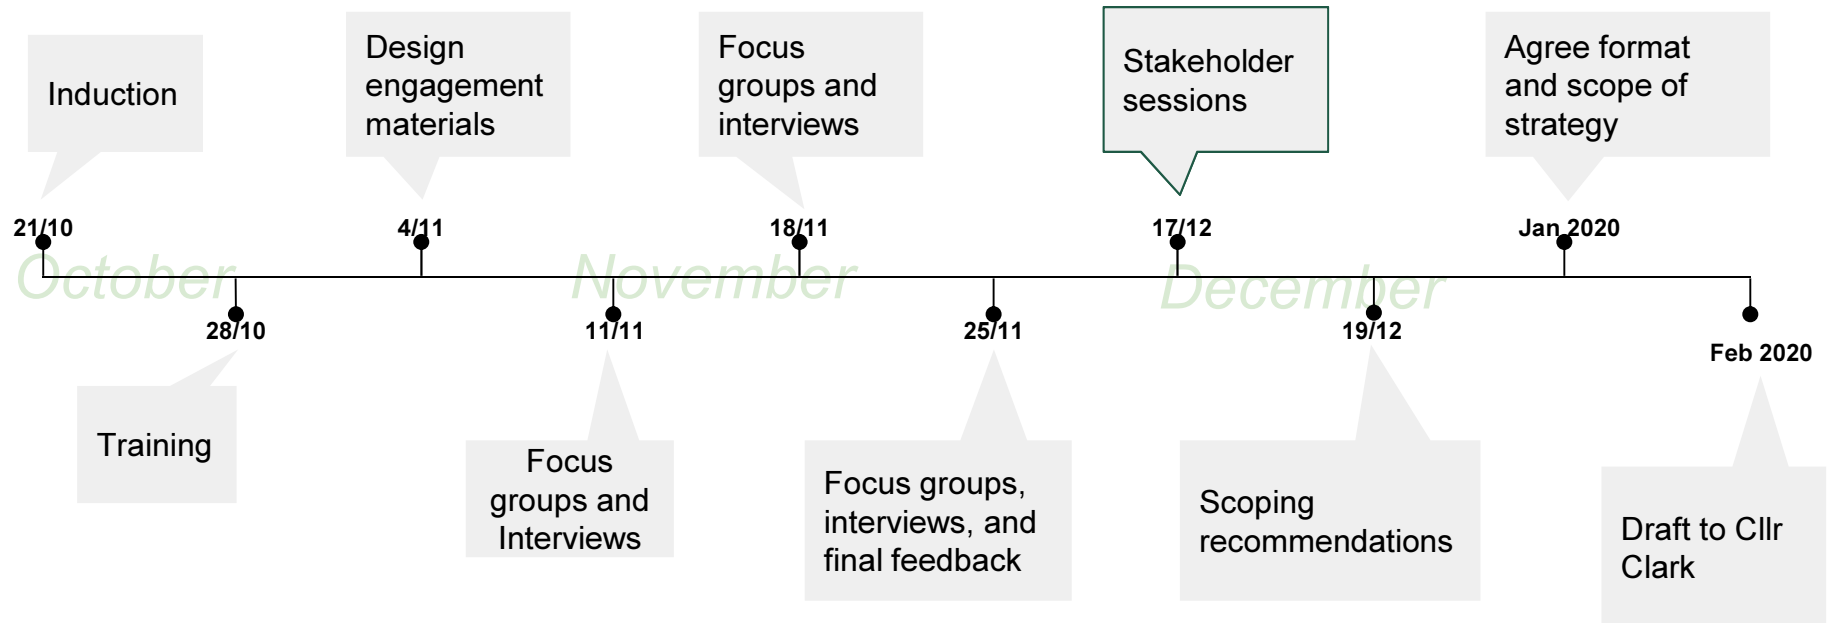 Induction
Design
engagement
materials
Focus
groups and
interviews
Stakeholder
sessions
Agree format
and scope of
strategy
21/10
4/11
18/11
17/12
Jan 2020
October
November
December
28/10
11/11
25/11
19/12
Feb 2020
Training
Focus
groups and
Interviews
Focus groups,
interviews, and
final feedback
Scoping
recommendations
Draft to Cllr
Clark